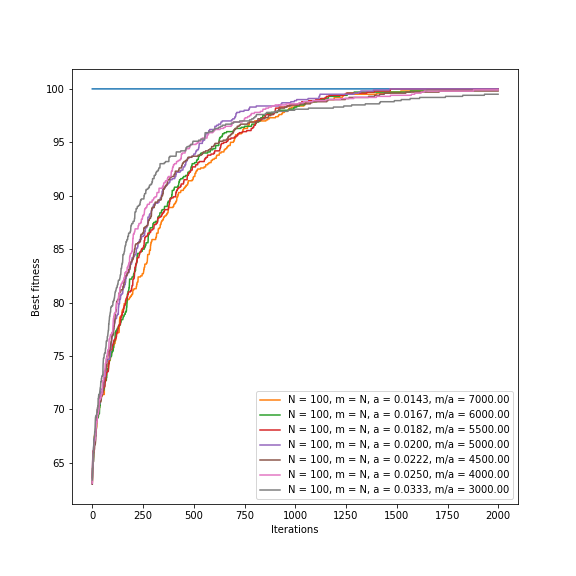 100
95
90
85
80
75
70
65
Best fitness
N = 100, m = N, a = 0.0143, m/a = 7000.00
N = 100, m = N, a = 0.0167, m/a = 6000.00
N = 100, m = N, a = 0.0182, m/a = 5500.00
N = 100, m = N, a = 0.0200, m/a = 5000.00
N = 100, m = N, a = 0.0222, m/a = 4500.00
N = 100, m = N, a = 0.0250, m/a = 4000.00
N = 100, m = N, a = 0.0333, m/a = 3000.00
0 250 500 750 1000 1250 1500 1750 2000
Iterations